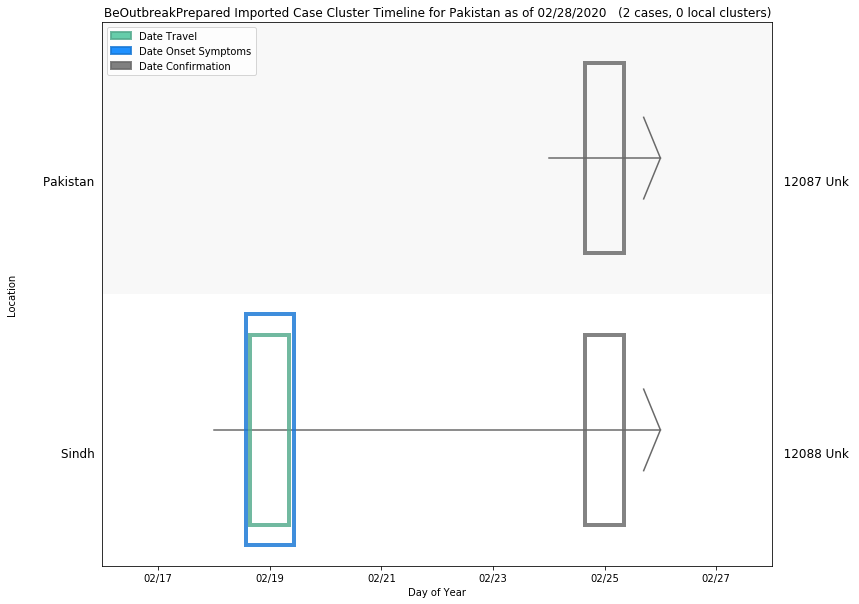 BeOutbreakPrepared Imported Case Cluster Timeline for Pakistan as of 02/28/2020   (2 cases, 0 local clusters)
Date Travel
Date Onset Symptoms
Date Confirmation
Pakistan
12087 Unk
Location
Sindh
12088 Unk
02/17
02/19
02/21
02/23
02/25
02/27
Day of Year